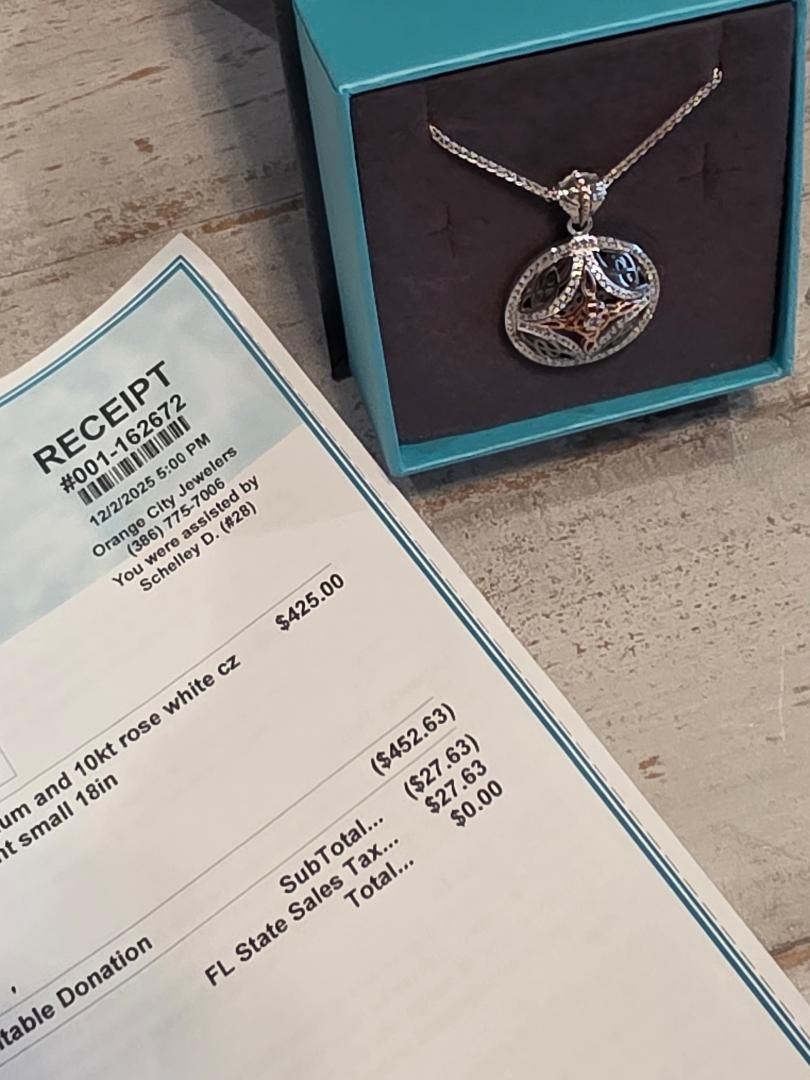 RECEIPT
#001-162672
12/2/2025 5:00 PM
Orange City Jewelers
(386) 775-7006
You were assisted by
Schelley D. (#28)
$425.00
um and 10kt rose white cz
nt small 18in
($452.63)
itable Donation
SubTotal... ($27.63)
FL State Sales Tax... $27.63
Total... $0.00